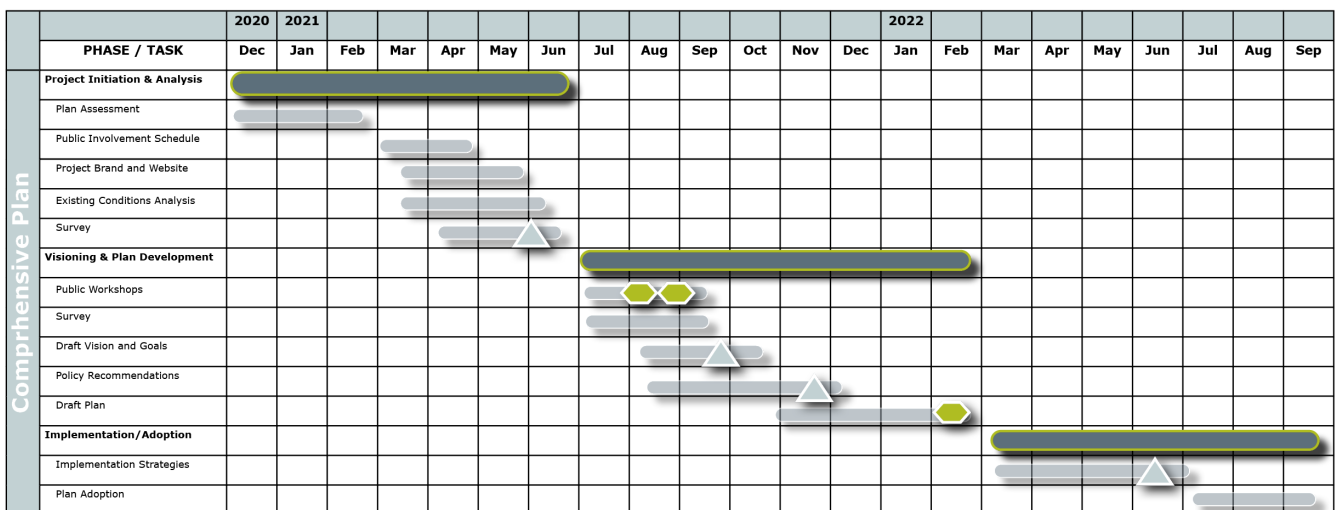 2020 2021 2022
PHASE / TASK Dec Jan Feb Mar Apr May Jun Jul Aug Sep Oct Nov Dec Jan Feb Mar Apr May Jun Jul Aug Sep
Comprhensive Plan
Project Initiation & Analysis
Plan Assessment
Public Involvement Schedule
Project Brand and Website
Existing Conditions Analysis
Survey
Visioning & Plan Development
Public Workshops
Survey
Draft Vision and Goals
Policy Recommendations
Draft Plan
Implementation/Adoption
Implementation Strategies
Plan Adoption